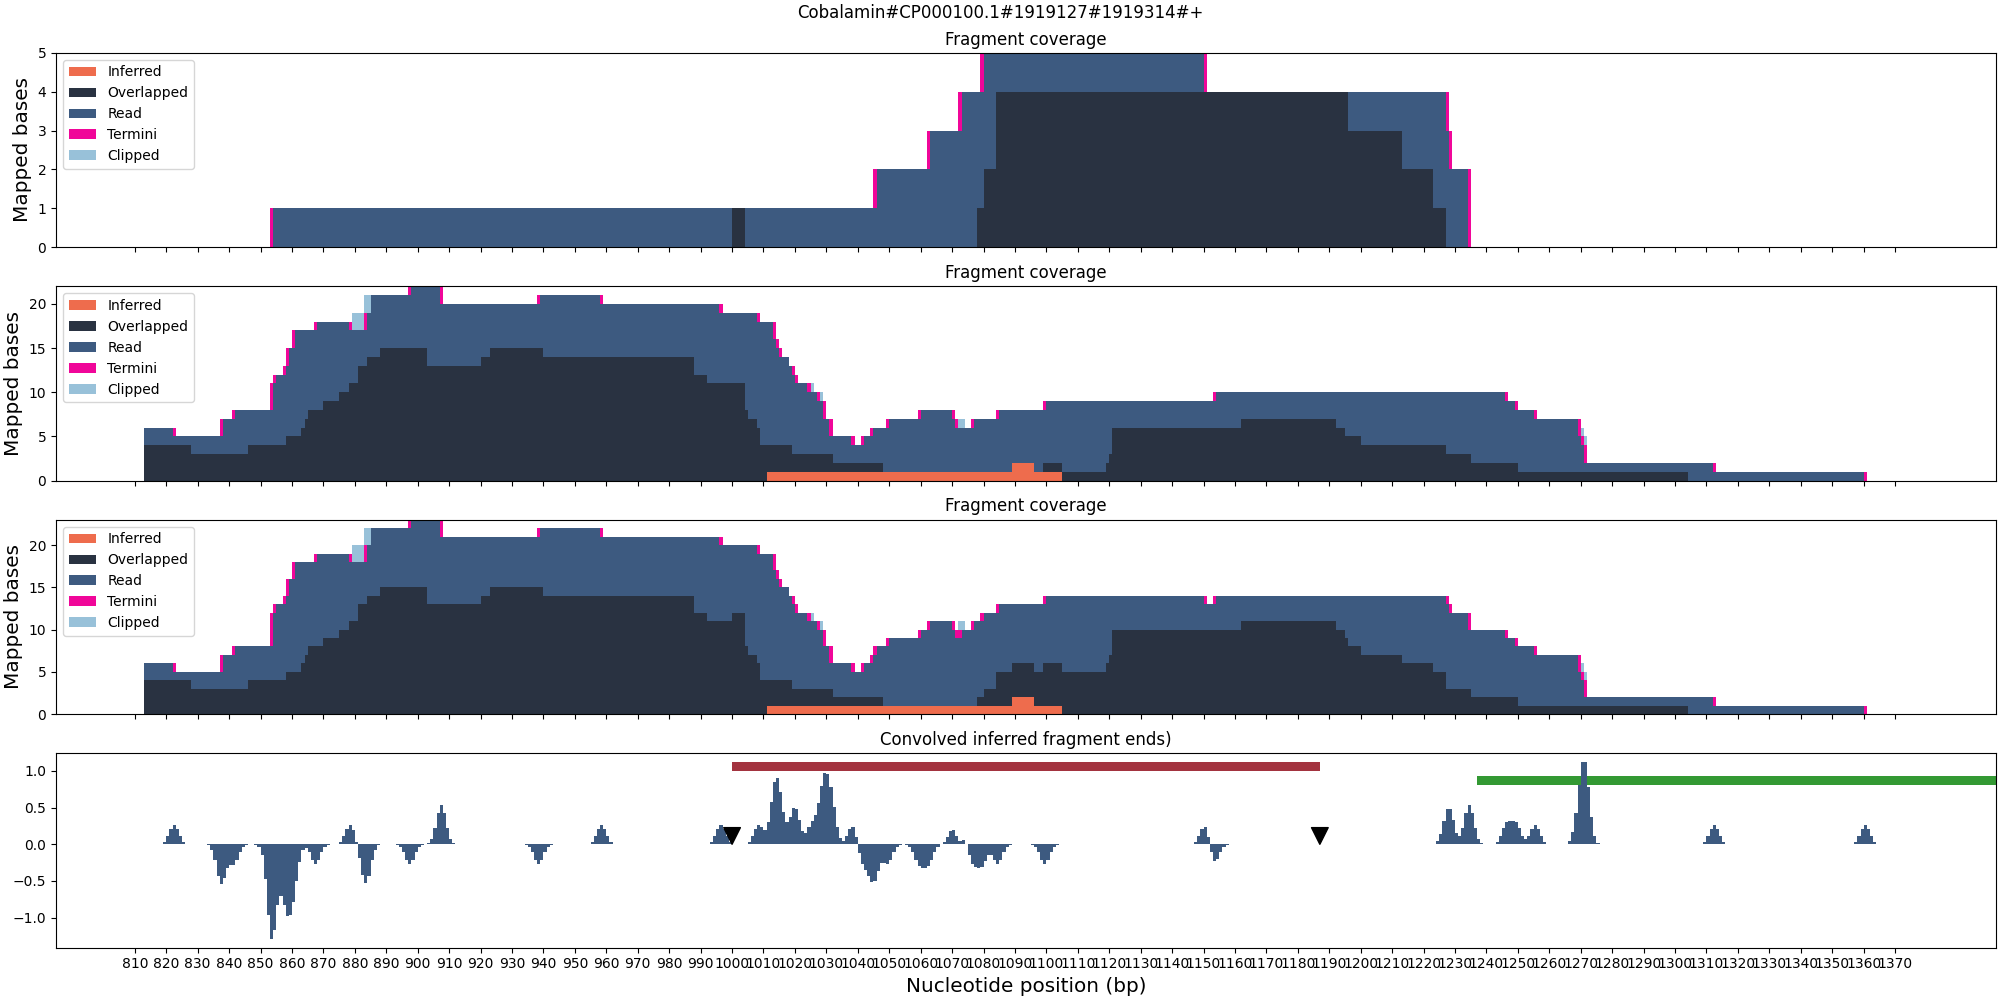 Cobalamin#CP000100.1#1919127#1919314#+
Fragment coverage
Mapped bases
5
4
3
2
1
0
Inferred
Overlapped
Read
Termini
Clipped
Fragment coverage
Mapped bases
20
15
10
5
0
Inferred
Overlapped
Read
Termini
Clipped
Fragment coverage
Mapped bases
20
15
10
5
0
Inferred
Overlapped
Read
Termini
Clipped
Convolved inferred fragment ends)
1.0
0.5
0.0
−0.5
−1.0
810 820 830 840 850 860 870 880 890 900 910 920 930 940 950 960 970 980 990 1000 1010 1020 1030 1040 1050 1060 1070 1080 1090 1100 1110 1120 1130 1140 1150 1160 1170 1180 1190 1200 1210 1220 1230 1240 1250 1260 1270 1280 1290 1300 1310 1320 1330 1340 1350 1360 1370
Nucleotide position (bp)